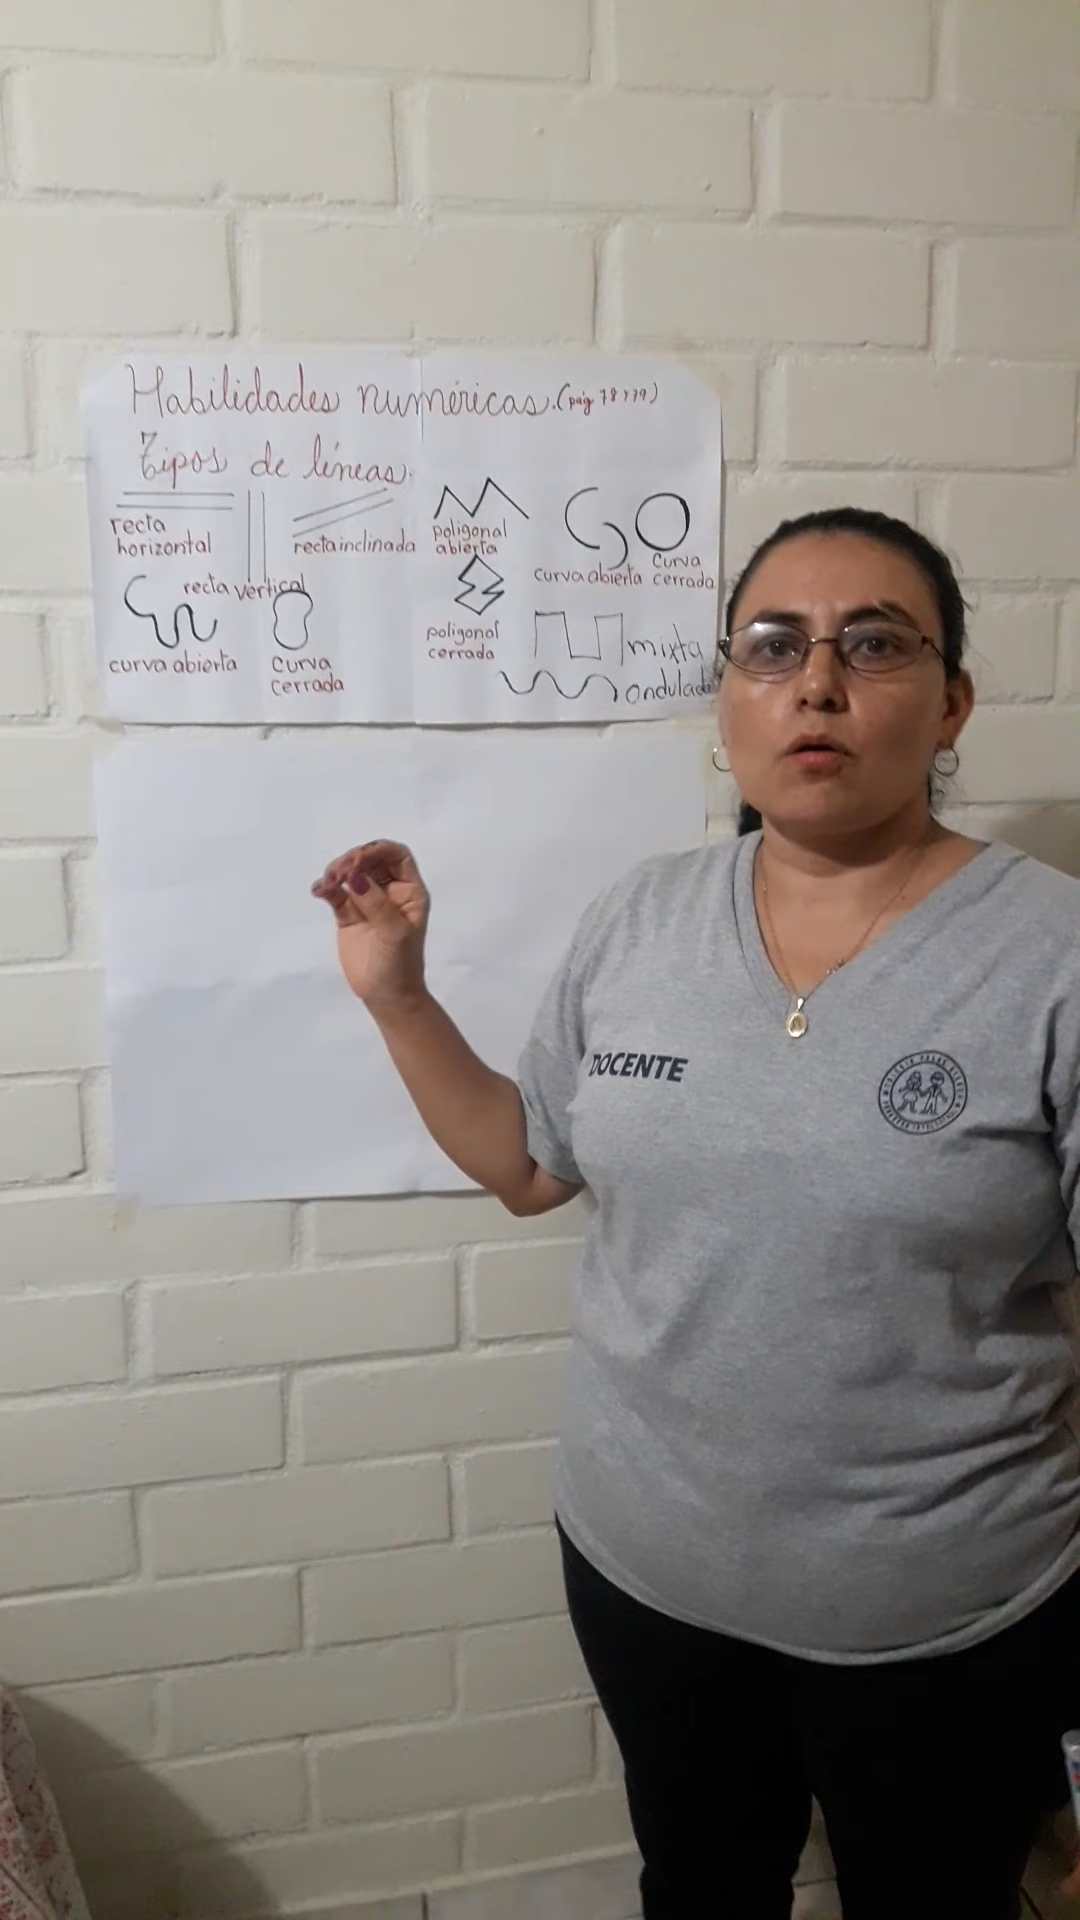 Habilidades numéricas. (pág 78 y 79)
Tipos de líneas.
recta
horizontal
recta vertical
recta inclinada
poligonal
abierta
curva abierta
curva
cerrada
curva abierta
curva
cerrada
poligonal
cerrada
mixta
ondulada
DOCENTE